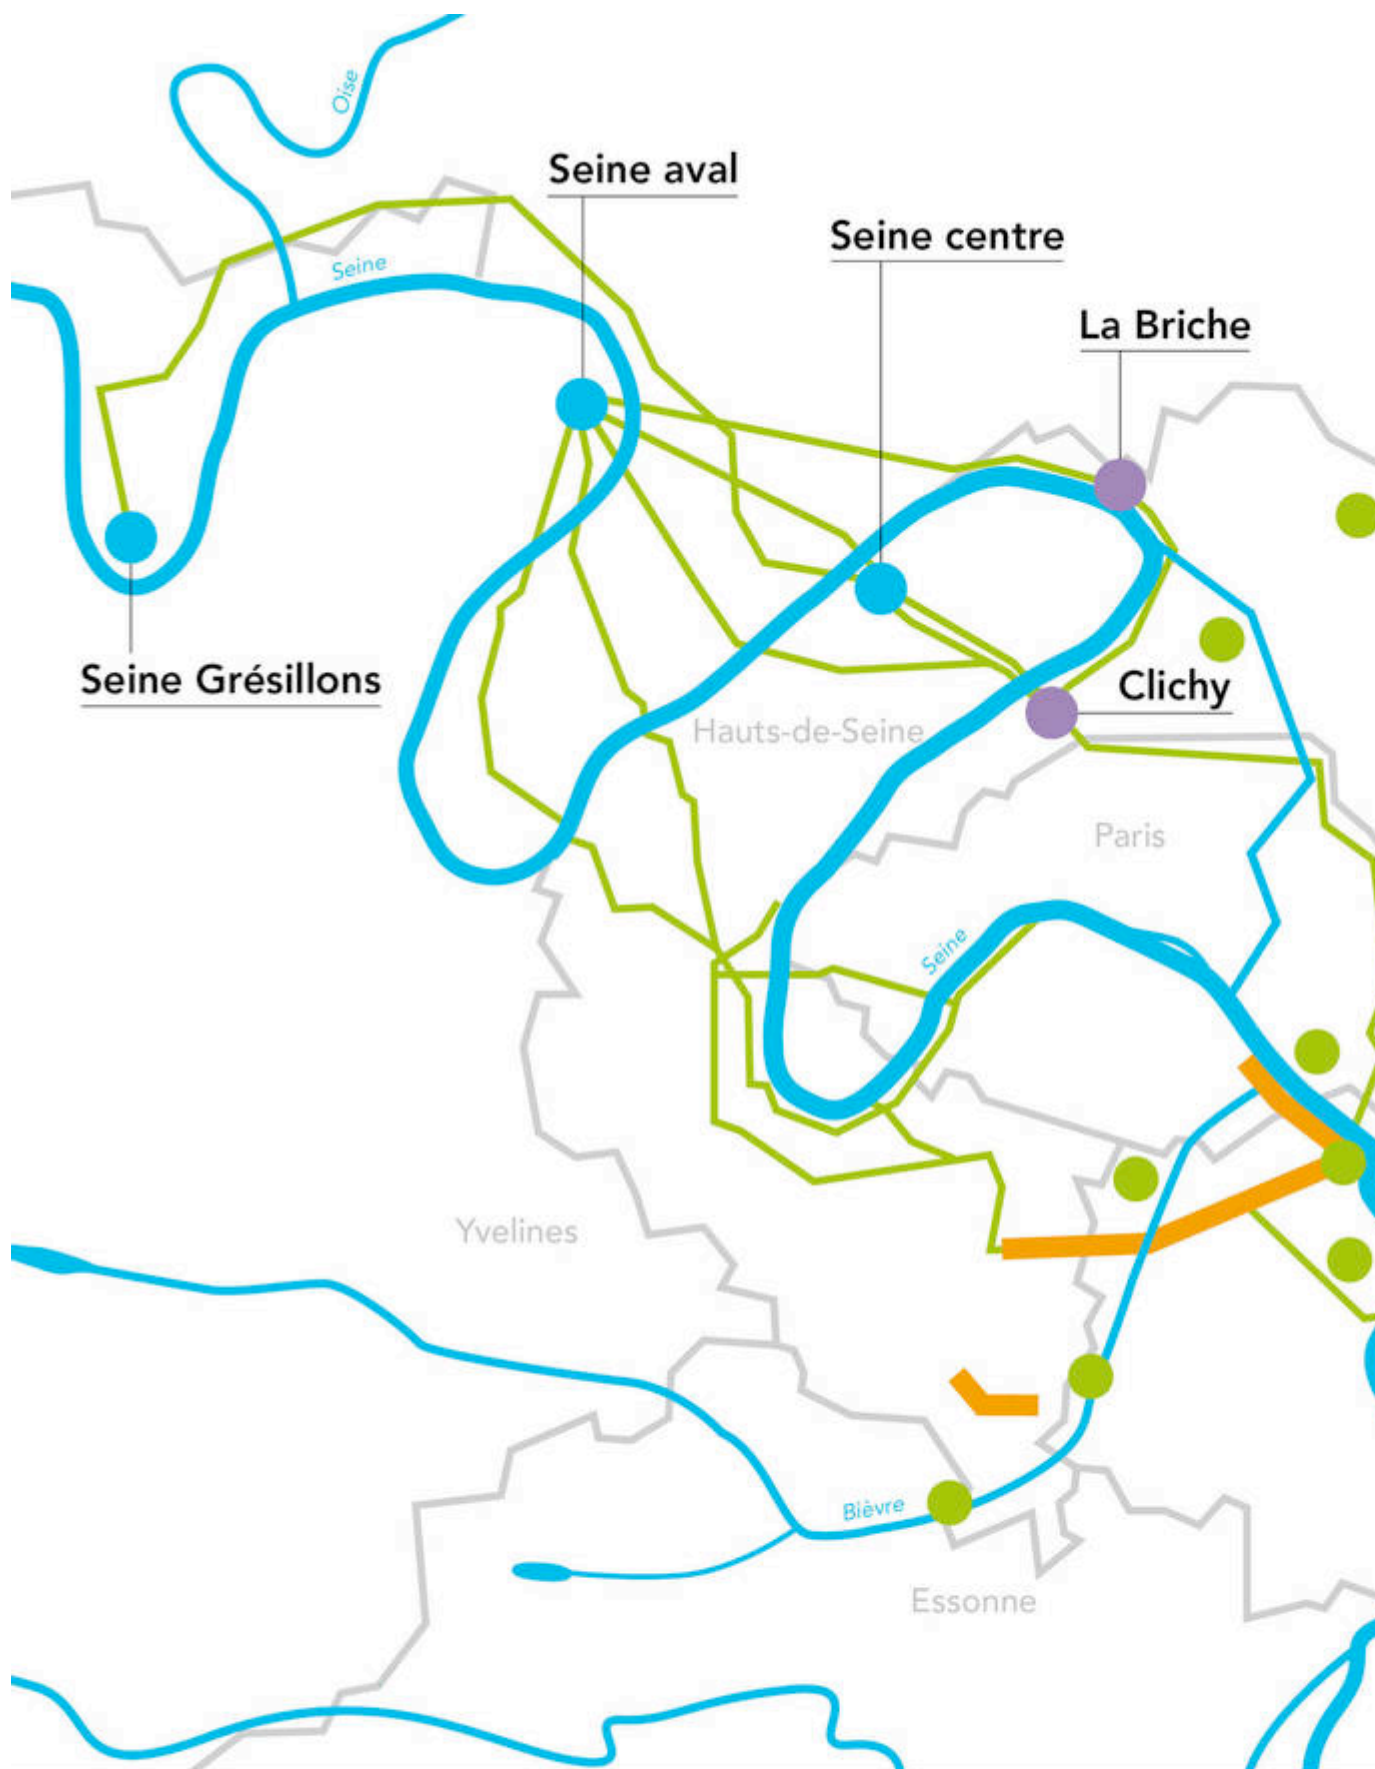 Oise
Seine aval
Seine centre
Seine
La Briche
Seine Grésillons
Clichy
Hauts-de-Seine
Paris
Seine
Yvelines
Bièvre
Essonne